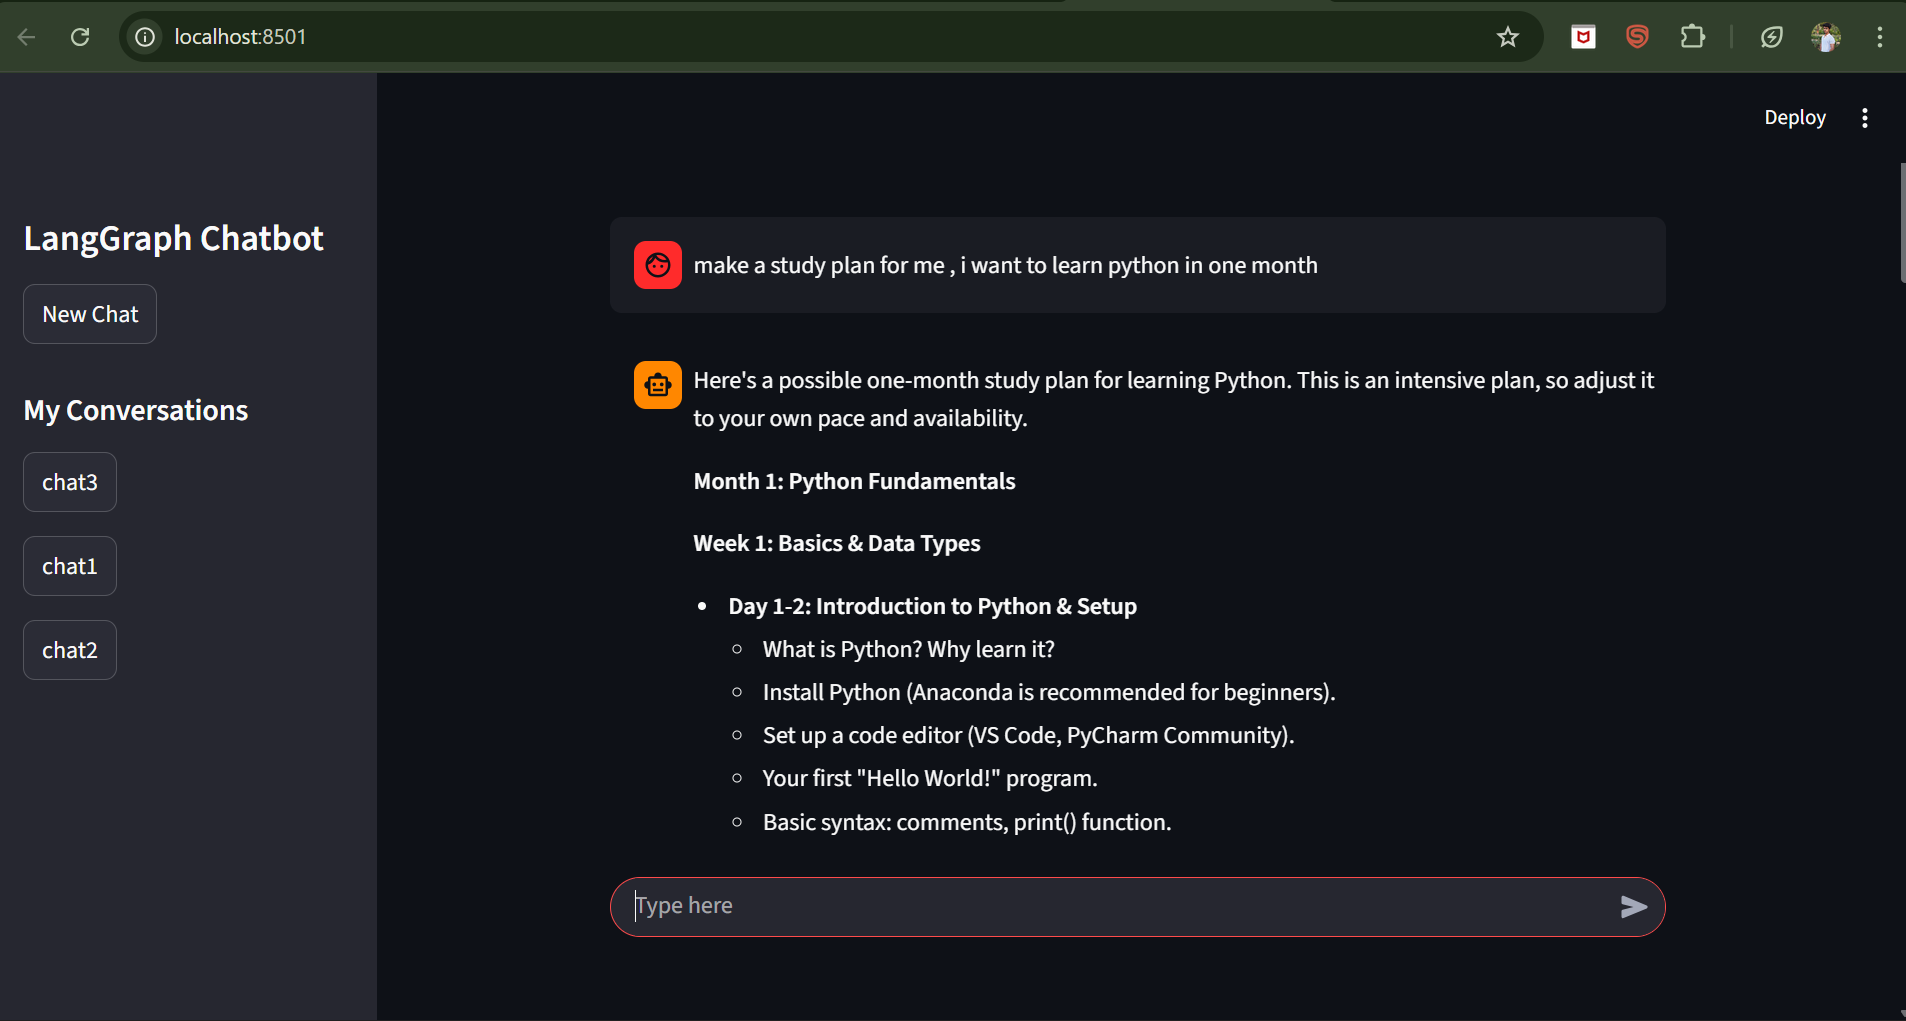 localhost:8501
Deploy
LangGraph Chatbot
New Chat
My Conversations
chat3
chat1
chat2
make a study plan for me , i want to learn python in one month
Here's a possible one-month study plan for learning Python. This is an intensive plan, so adjust it
to your own pace and availability.
Month 1: Python Fundamentals
Week 1: Basics & Data Types
Day 1-2: Introduction to Python & Setup
What is Python? Why learn it?
Install Python (Anaconda is recommended for beginners).
Set up a code editor (VS Code, PyCharm Community).
Your first "Hello World!" program.
Basic syntax: comments, print() function.
Type here